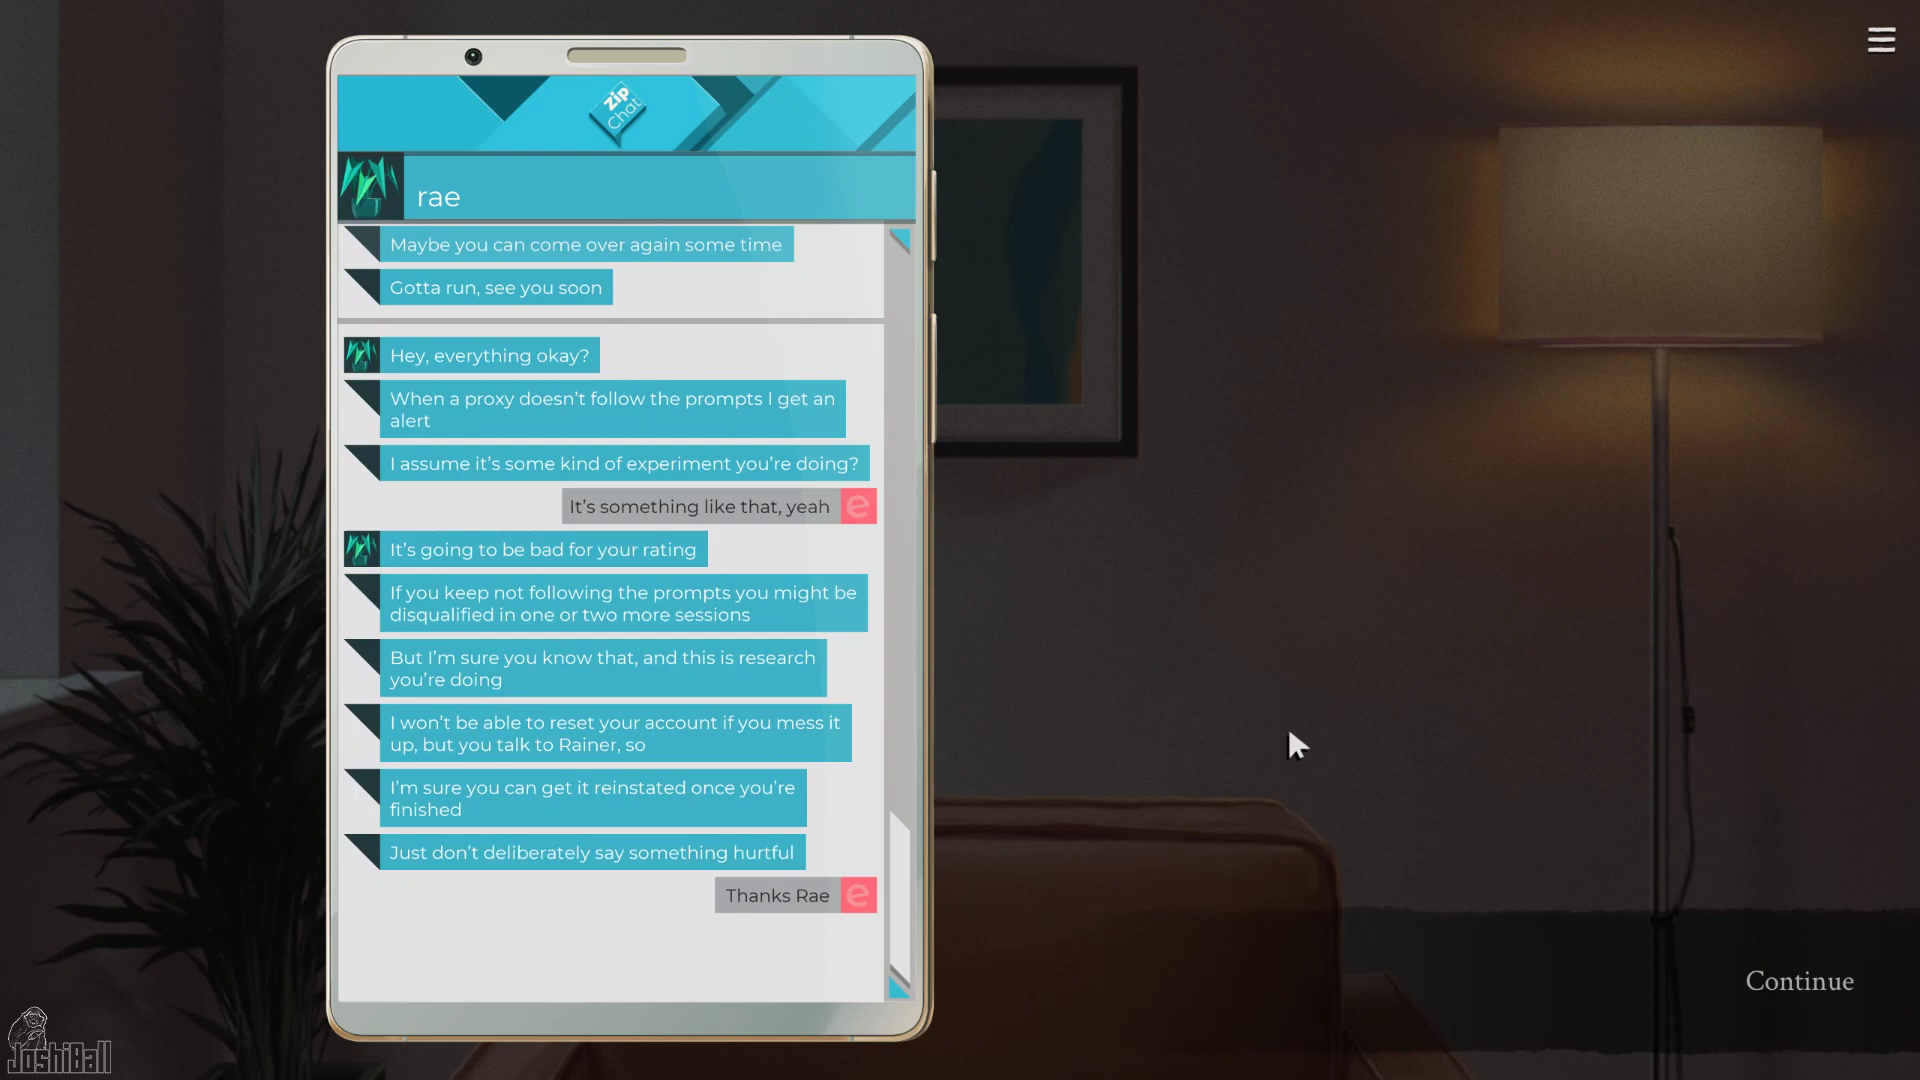 zip
Chat
rae
Maybe you can come over again some time
Gotta run, see you soon
Hey, everything okay?
When a proxy doesn't follow the prompts I get an
alert
I assume it's some kind of experiment you're doing?
It's something like that, yeah
e
It's going to be bad for your rating
If you keep not following the prompts you might be
disqualified in one or two more sessions
But I'm sure you know that, and this is research
you're doing
I won't be able to reset your account if you mess it
up, but you talk to Rainer, so
I'm sure you can get it reinstated once you're
finished
Just don't deliberately say something hurtful
Thanks Rae
e
Continue
JoshiBall